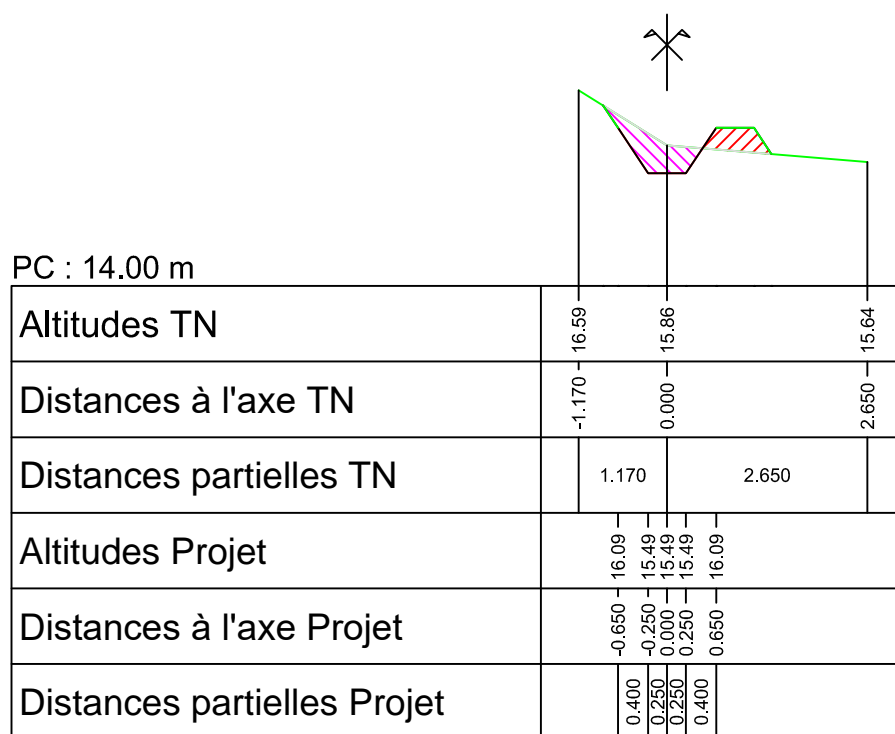 PC : 14.00 m
Altitudes TN
16.59 15.86 15.64
Distances à l'axe TN
-1.170 0.000 2.650
Distances partielles TN
1.170 2.650
Altitudes Projet
16.09 15.49 15.49 15.49 16.09
Distances à l'axe Projet
-0.650 -0.250 0.000 0.250 0.650
Distances partielles Projet
0.400 0.250 0.250 0.400